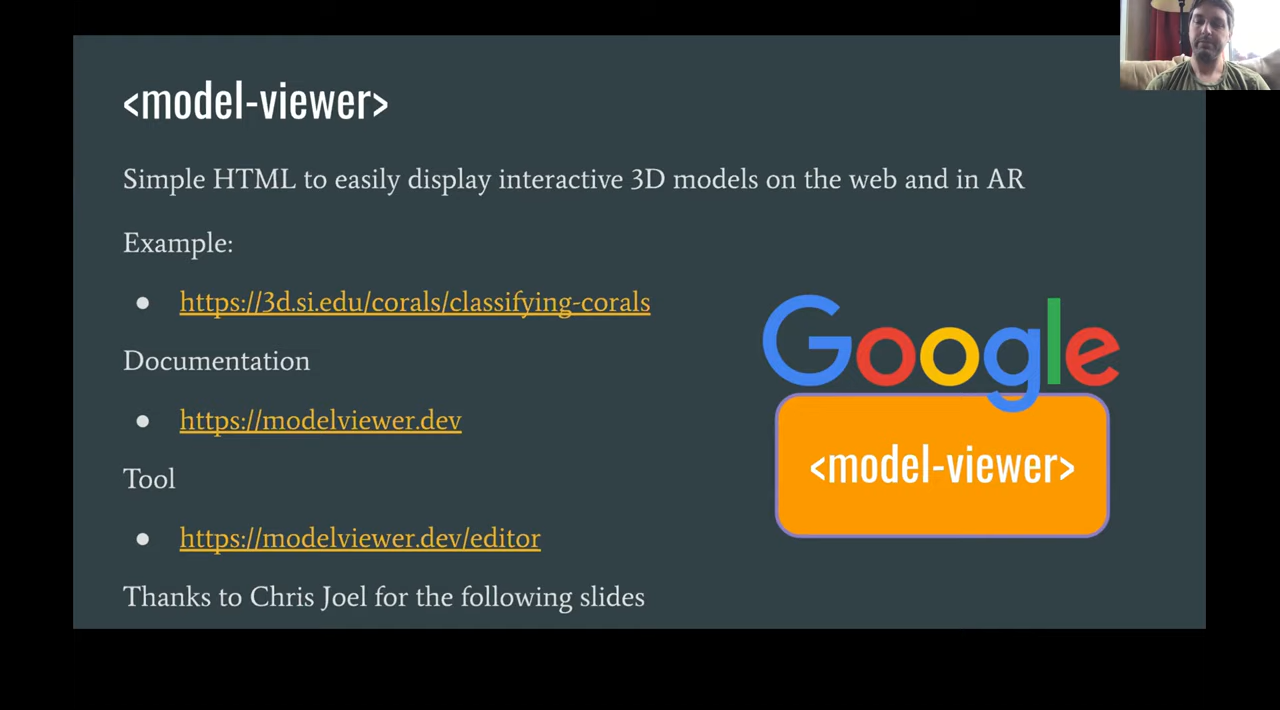 <model-viewer>
Simple HTML to easily display interactive 3D models on the web and in AR
Example:
● https://3d.si.edu/corals/classifying-corals
Documentation
● https://modelviewer.dev
Tool
● https://modelviewer.dev/editor
Thanks to Chris Joel for the following slides
Google
<model-viewer>